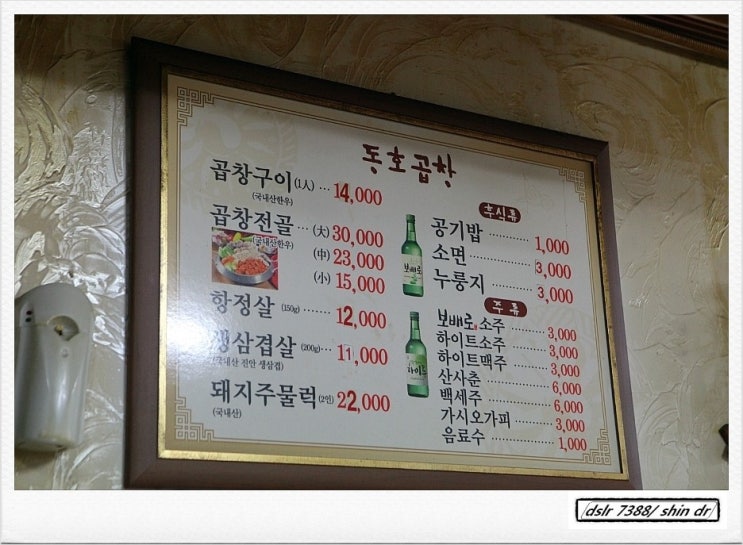 동호곱창
곱창구이(1人) ··· 14,000
(국내산한우)
곱창전골 ··· (大) 30,000
(국내산한우)
(中) 23,000
(小) 15,000
항정살 (150g) ······ 12,000
생삼겹살 (200g) ··· 11,000
(국내산 진안 생삼겹)
돼지주물럭(2인) 22,000
(국내산)
후식류
공기밥 ········ 1,000
소면 ············ 3,000
누룽지 ········ 3,000
주류
보배로
하이트
보배로 소주 ······ 3,000
하이트소주 ······ 3,000
하이트맥주 ······ 3,000
산사춘 ············ 6,000
백세주 ············ 6,000
가시오가피 ······ 3,000
음료수 ············ 1,000
dslr 7388/ shin dr